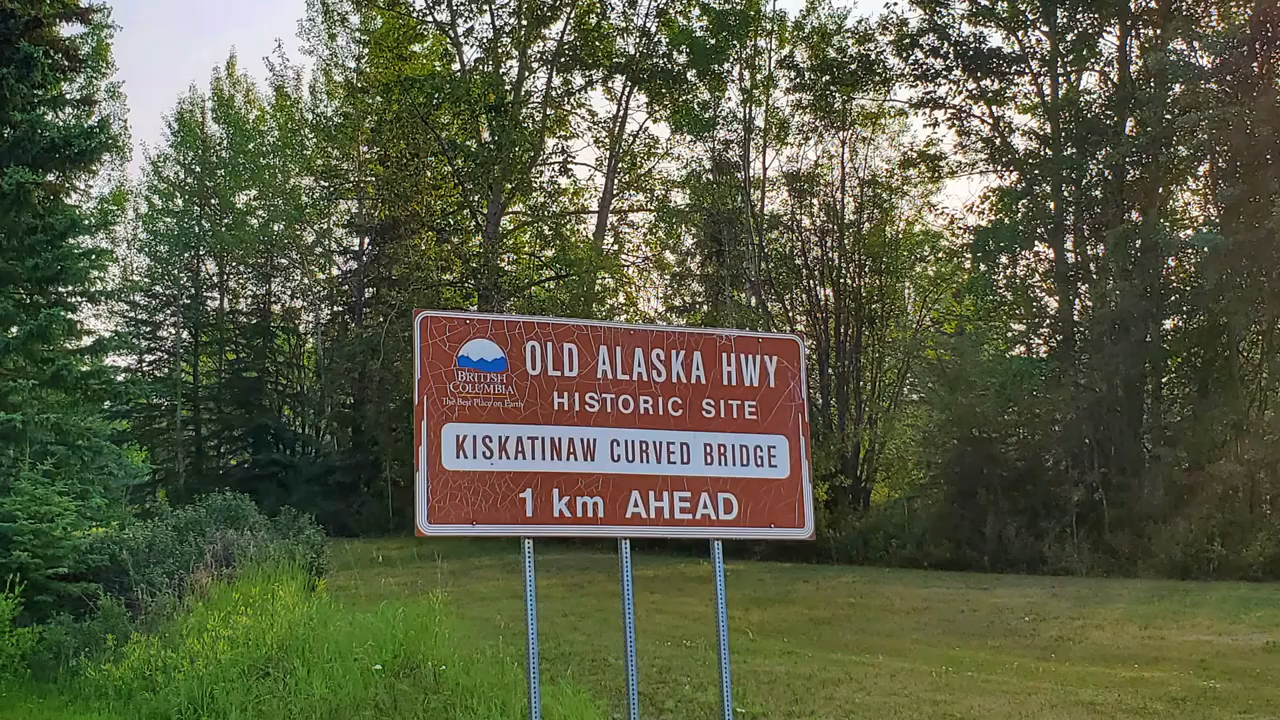 OLD ALASKA HWY
HISTORIC SITE
BRITISH
COLUMBIA
The Best Place on Earth
KISKATINAW CURVED BRIDGE
1 km AHEAD